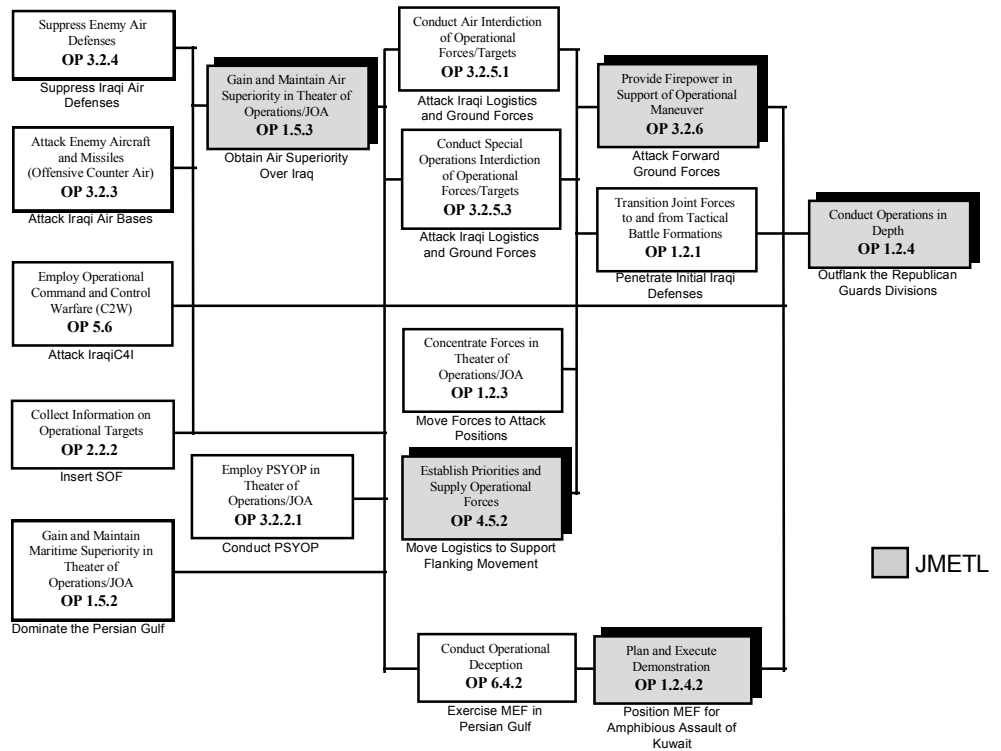 Suppress Enemy Air
Defenses
OP 3.2.4
Suppress Iraqi Air
Defenses
Attack Enemy Aircraft
and Missiles
(Offensive Counter Air)
OP 3.2.3
Attack Iraqi Air Bases
Employ Operational
Command and Control
Warfare (C2W)
OP 5.6
Attack IraqiC4I
Collect Information on
Operational Targets
OP 2.2.2
Insert SOF
Gain and Maintain
Maritime Superiority in
Theater of
Operations/JOA
OP 1.5.2
Dominate the Persian Gulf
Gain and Maintain Air
Superiority in Theater of
Operations/JOA
OP 1.5.3
Obtain Air Superiority
Over Iraq
Employ PSYOP in
Theater of
Operations/JOA
OP 3.2.2.1
Conduct PSYOP
Conduct Air Interdiction
of Operational
Forces/Targets
OP 3.2.5.1
Attack Iraqi Logistics
and Ground Forces
Conduct Special
Operations Interdiction
of Operational
Forces/Targets
OP 3.2.5.3
Attack Iraqi Logistics
and Ground Forces
Concentrate Forces in
Theater of
Operations/JOA
OP 1.2.3
Move Forces to Attack
Positions
Establish Priorities and
Supply Operational
Forces
OP 4.5.2
Move Logistics to Support
Flanking Movement
Conduct Operational
Deception
OP 6.4.2
Exercise MEF in
Persian Gulf
Provide Firepower in
Support of Operational
Maneuver
OP 3.2.6
Attack Forward
Ground Forces
Transition Joint Forces
to and from Tactical
Battle Formations
OP 1.2.1
Penetrate Initial Iraqi
Defenses
Plan and Execute
Demonstration
OP 1.2.4.2
Position MEF for
Amphibious Assault of
Kuwait
Conduct Operations in
Depth
OP 1.2.4
Outflank the Republican
Guards Divisions
JMETL